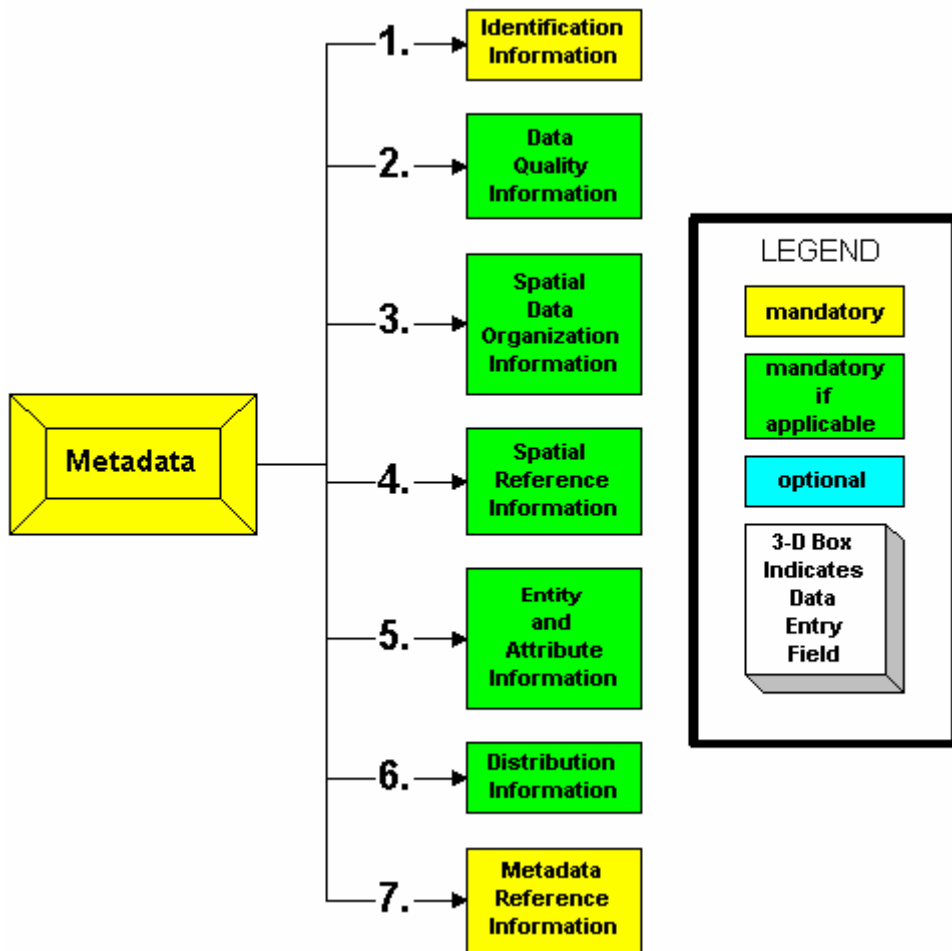 Metadata
1.
Identification
Information
2.
Data
Quality
Information
3.
Spatial
Data
Organization
Information
4.
Spatial
Reference
Information
5.
Entity
and
Attribute
Information
6.
Distribution
Information
7.
Metadata
Reference
Information
LEGEND
mandatory
mandatory
if
applicable
optional
3-D Box
Indicates
Data
Entry
Field